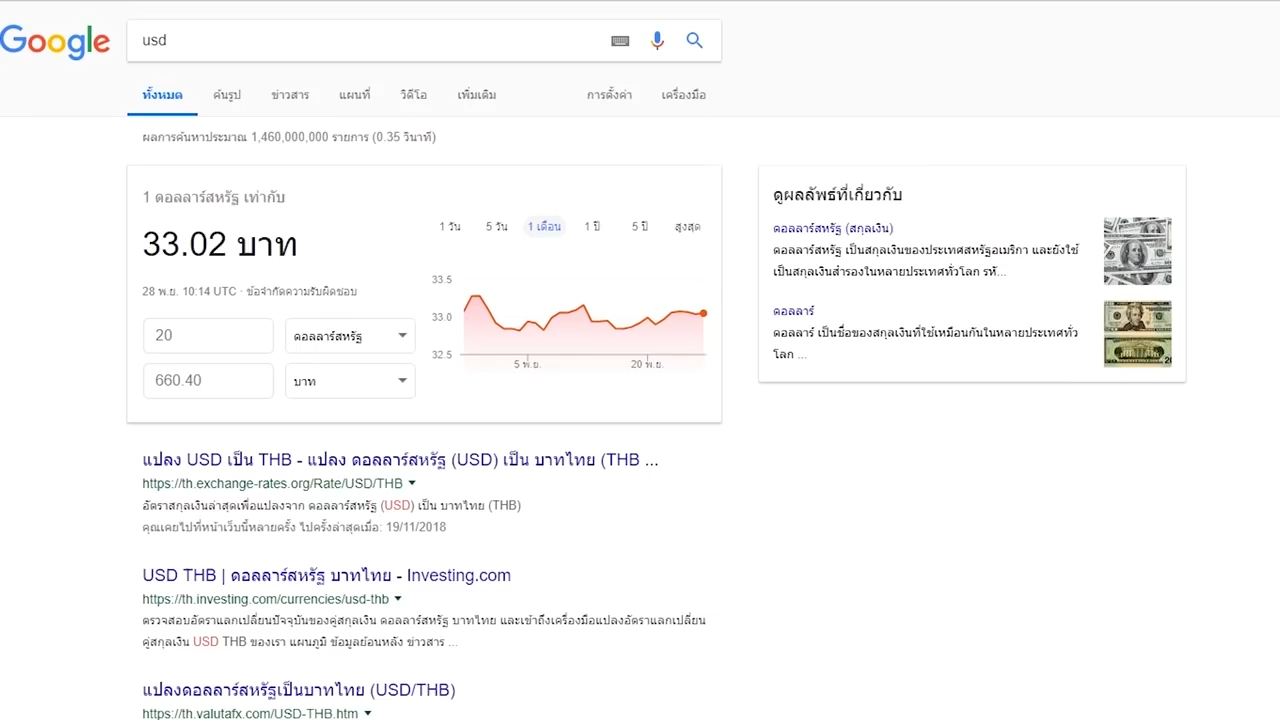 Google
usd
ทั้งหมด ค้นรูป ข่าวสาร แผนที่ วิดีโอ เพิ่มเติม การตั้งค่า เครื่องมือ
ผลการค้นหาประมาณ 1,460,000,000 รายการ (0.35 วินาที)
1 ดอลลาร์สหรัฐ เท่ากับ
33.02 บาท
28 พ.ย. 10:14 UTC · ข้อจำกัดความรับผิดชอบ
20 ดอลลาร์สหรัฐ
660.40 บาท
1 วัน 5 วัน 1 เดือน 1 ปี 5 ปี สูงสุด
33.5
33.0
32.5
5 พ.ย. 20 พ.ย.
ดูผลลัพธ์ที่เกี่ยวกับ
ดอลลาร์สหรัฐ (สกุลเงิน)
ดอลลาร์สหรัฐ เป็นสกุลเงินของประเทศสหรัฐอเมริกา และยังใช้
เป็นสกุลเงินสำรองในหลายประเทศทั่วโลก รหั...
ดอลลาร์
ดอลลาร์ เป็นชื่อของสกุลเงินที่ใช้เหมือนกันในหลายประเทศทั่ว
โลก ...
แปลง USD เป็น THB - แปลง ดอลลาร์สหรัฐ (USD) เป็น บาทไทย (THB ...
https://th.exchange-rates.org/Rate/USD/THB
อัตราสกุลเงินล่าสุดเพื่อแปลงจาก ดอลลาร์สหรัฐ (USD) เป็น บาทไทย (THB)
คุณเคยไปที่หน้าเว็บนี้หลายครั้ง ไปครั้งล่าสุดเมื่อ: 19/11/2018
USD THB | ดอลลาร์สหรัฐ บาทไทย - Investing.com
https://th.investing.com/currencies/usd-thb
ตรวจสอบอัตราแลกเปลี่ยนปัจจุบันของคู่สกุลเงิน ดอลลาร์สหรัฐ บาทไทย และเข้าถึงเครื่องมือแปลงอัตราแลกเปลี่ยน
คู่สกุลเงิน USD THB ของเรา แผนภูมิ ข้อมูลย้อนหลัง ข่าวสาร ...
แปลงดอลลาร์สหรัฐเป็นบาทไทย (USD/THB)
https://th.valutafx.com/USD-THB.htm